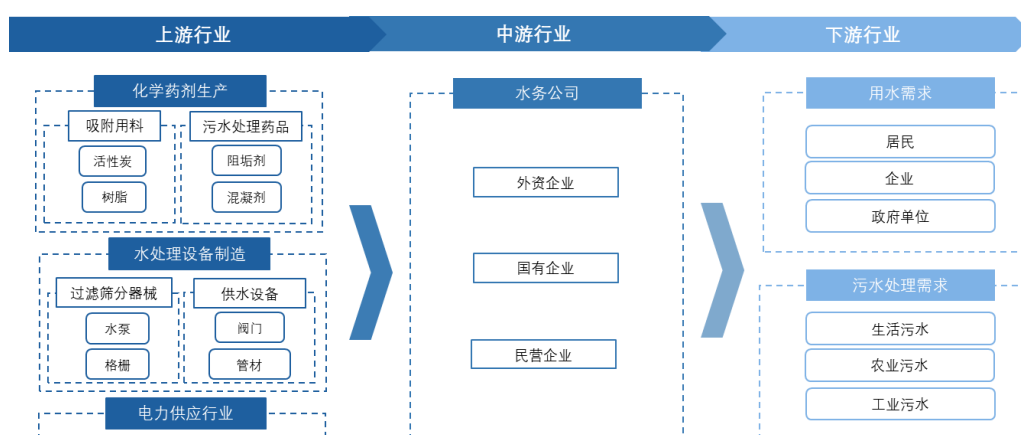 上游行业
中游行业
下游行业
化学药剂生产
吸附用料
污水处理药品
活性炭
阻垢剂
树脂
混凝剂
水处理设备制造
过滤筛分器械
供水设备
水泵
阀门
格栅
管材
电力供应行业
水务公司
外资企业
国有企业
民营企业
用水需求
居民
企业
政府单位
污水处理需求
生活污水
农业污水
工业污水